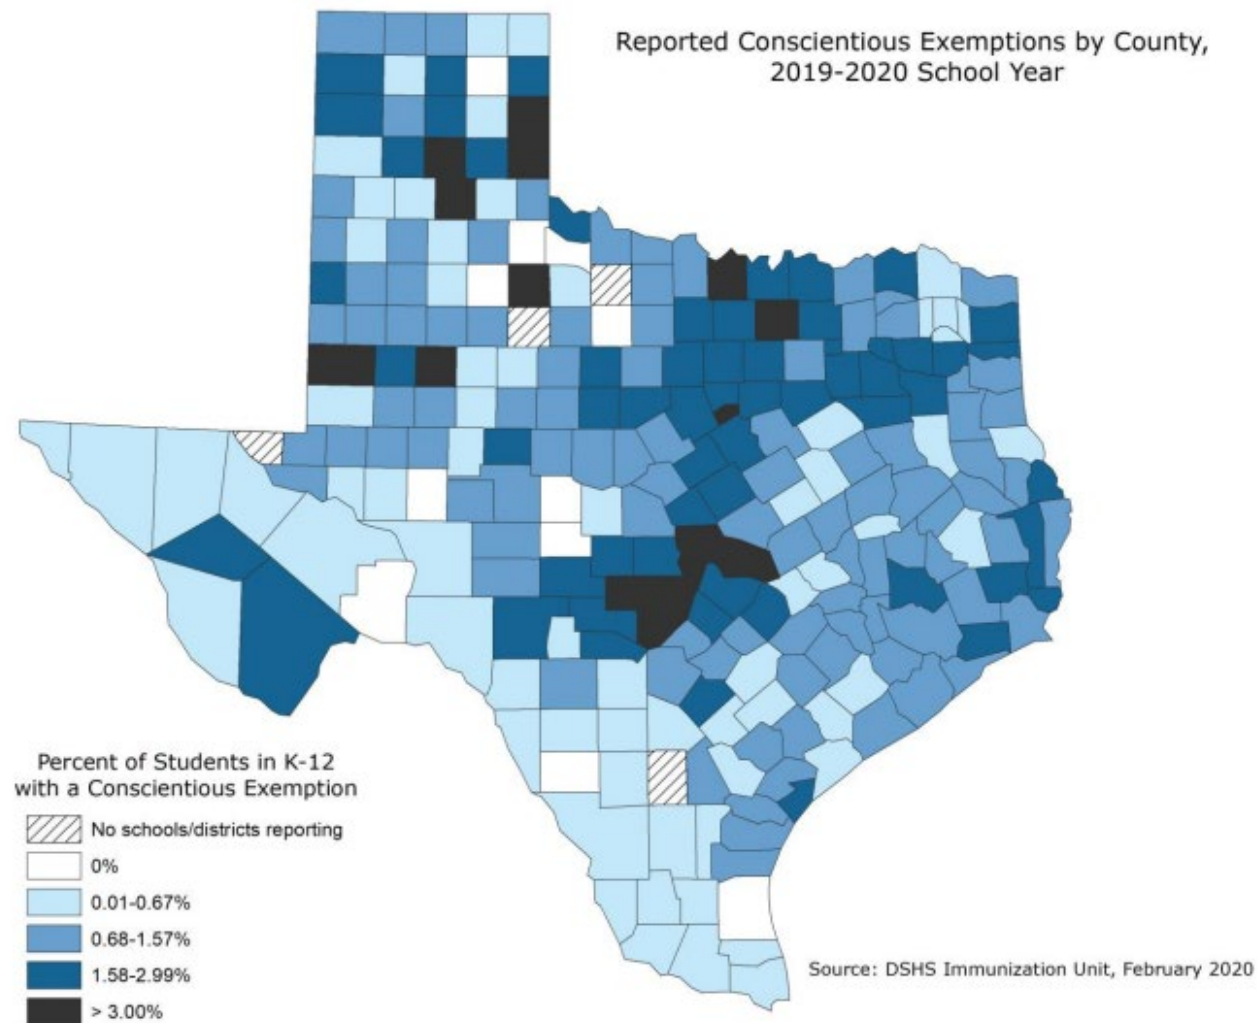 Reported Conscientious Exemptions by County,
2019-2020 School Year
Percent of Students in K-12
with a Conscientious Exemption
No schools/districts reporting
0%
0.01-0.67%
0.68-1.57%
1.58-2.99%
> 3.00%
Source: DSHS Immunization Unit, February 2020